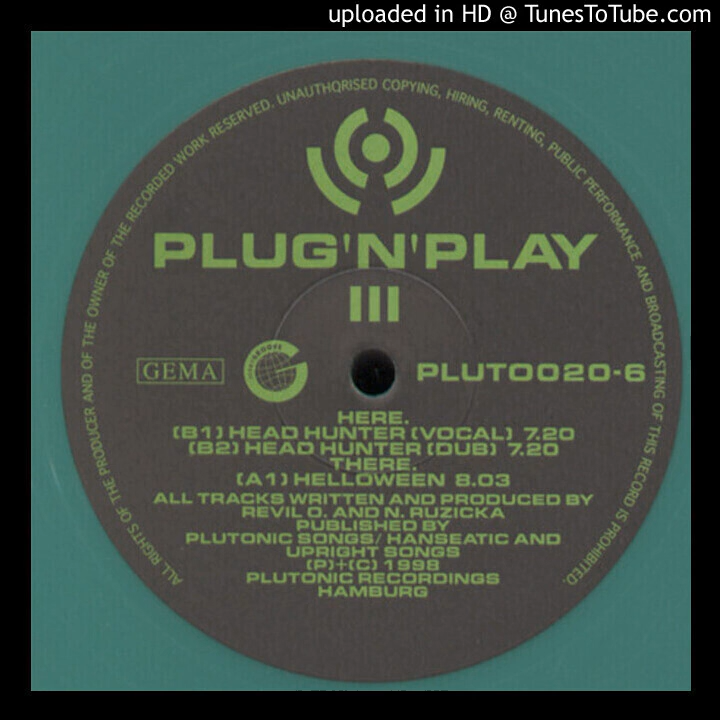 uploaded in HD @ TunesToTube.com
ALL RIGHTS OF THE PRODUCER AND OF THE OWNER OF THE RECORDED WORK RESERVED. UNAUTHORISED COPYING, HIRING, RENTING, PUBLIC PERFORMANCE AND BROADCASTING OF THIS RECORD IS PROHIBITED.
PLUG'N'PLAY
III
GEMA
PLUT0020-6
HERE.
(B1) HEAD HUNTER (VOCAL) 7.20
(B2) HEAD HUNTER (DUB) 7.20
THERE.
(A1) HELLOWEEN 8.03
ALL TRACKS WRITTEN AND PRODUCED BY
REVIL O. AND N. RUZICKA
PUBLISHED BY
PLUTONIC SONGS/ HANSEATIC AND
UPRIGHT SONGS
(P)+(C) 1998
PLUTONIC RECORDINGS
HAMBURG